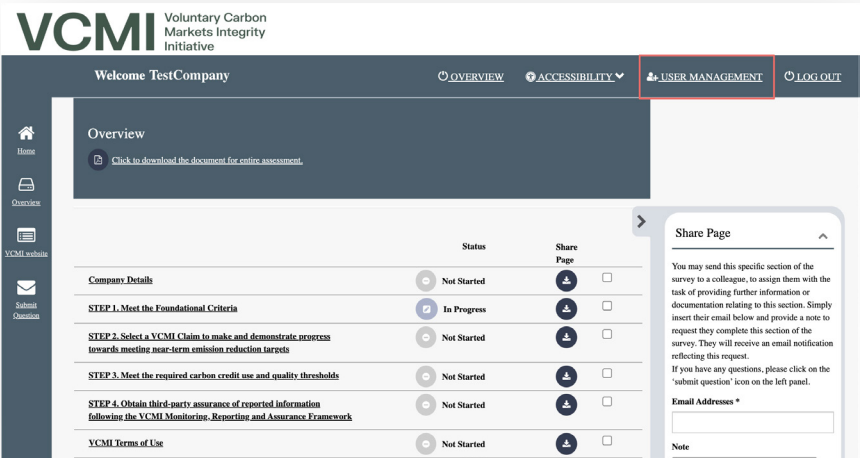 VCMI
Voluntary Carbon
Markets Integrity
Initiative
Welcome TestCompany
OVERVIEW
ACCESSIBILITY
USER MANAGEMENT
LOG OUT
Home
Overview
VCMI website
Submit
Question
Overview
Click to download the document for entire assessment.
Status
Share
Page
Company Details
Not Started
STEP 1. Meet the Foundational Criteria
In Progress
STEP 2. Select a VCMI Claim to make and demonstrate progress
towards meeting near-term emission reduction targets
Not Started
STEP 3. Meet the required carbon credit use and quality thresholds
Not Started
STEP 4. Obtain third-party assurance of reported information
following the VCMI Monitoring, Reporting and Assurance Framework
Not Started
VCMI Terms of Use
Not Started
Share Page
You may send this specific section of the
survey to a colleague, to assign them with the
task of providing further information or
documentation relating to this section. Simply
insert their email below and provide a note to
request they complete this section of the
survey. They will receive an email notification
reflecting this request.
If you have any questions, please click on the
‘submit question’ icon on the left panel.
Email Addresses *
Note